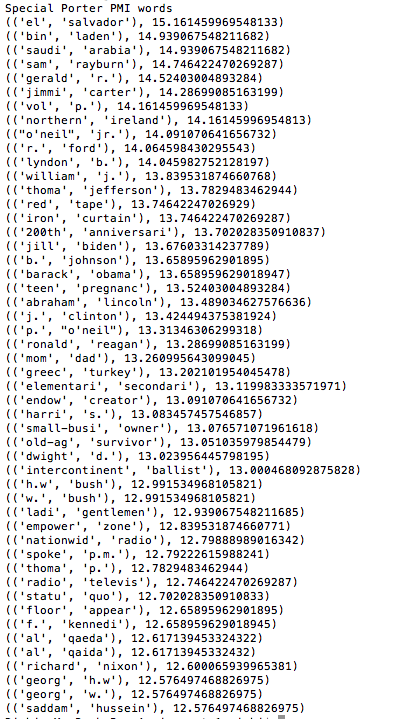 Special Porter PMI words
(('el', 'salvador'), 15.161459969548133)
(('bin', 'laden'), 14.939067548211682)
(('saudi', 'arabia'), 14.939067548211682)
(('sam', 'rayburn'), 14.746422470269287)
(('gerald', 'r.'), 14.52403004893284)
(('jimmi', 'carter'), 14.28699085163199)
(('vol', 'p.'), 14.161459969548133)
(('northern', 'ireland'), 14.16145996954813)
(("o'neil", 'jr.'), 14.091070641656732)
(('r.', 'ford'), 14.064598430295543)
(('lyndon', 'b.'), 14.045982752128197)
(('william', 'j.'), 13.839531874660768)
(('thoma', 'jefferson'), 13.7829483462944)
(('red', 'tape'), 13.74642247026929)
(('iron', 'curtain'), 13.746422470269287)
(('200th', 'anniversari'), 13.702028350910837)
(('jill', 'biden'), 13.67603314237789)
(('b.', 'johnson'), 13.65895962901895)
(('barack', 'obama'), 13.658959629018947)
(('teen', 'pregnanc'), 13.52403004893284)
(('abraham', 'lincoln'), 13.489034627576636)
(('j.', 'clinton'), 13.424494375381924)
(('p.', "o'neil"), 13.31346306299318)
(('ronald', 'reagan'), 13.28699085163199)
(('mom', 'dad'), 13.260995643099045)
(('greec', 'turkey'), 13.202101954045478)
(('elementari', 'secondari'), 13.119983333571971)
(('endow', 'creator'), 13.091070641656732)
(('harri', 's.'), 13.083457457546857)
(('small-busi', 'owner'), 13.076571071961618)
(('old-ag', 'survivor'), 13.051035979854479)
(('dwight', 'd.'), 13.023956445798195)
(('intercontinent', 'ballist'), 13.000468092875828)
(('h.w', 'bush'), 12.991534968105821)
(('w.', 'bush'), 12.991534968105821)
(('ladi', 'gentlemen'), 12.939067548211685)
(('empower', 'zone'), 12.839531874660771)
(('nationwid', 'radio'), 12.79888989016342)
(('spoke', 'p.m.'), 12.79222615988241)
(('thoma', 'p.'), 12.7829483462944)
(('radio', 'televis'), 12.746422470269287)
(('statu', 'quo'), 12.702028350910833)
(('floor', 'appear'), 12.65895962901895)
(('f.', 'kennedi'), 12.658959629018945)
(('al', 'qaeda'), 12.617139453324322)
(('al', 'qaida'), 12.61713945332432)
(('richard', 'nixon'), 12.600065939965381)
(('georg', 'h.w'), 12.576497468826975)
(('georg', 'w.'), 12.576497468826975)
(('saddam', 'hussein'), 12.576497468826975)